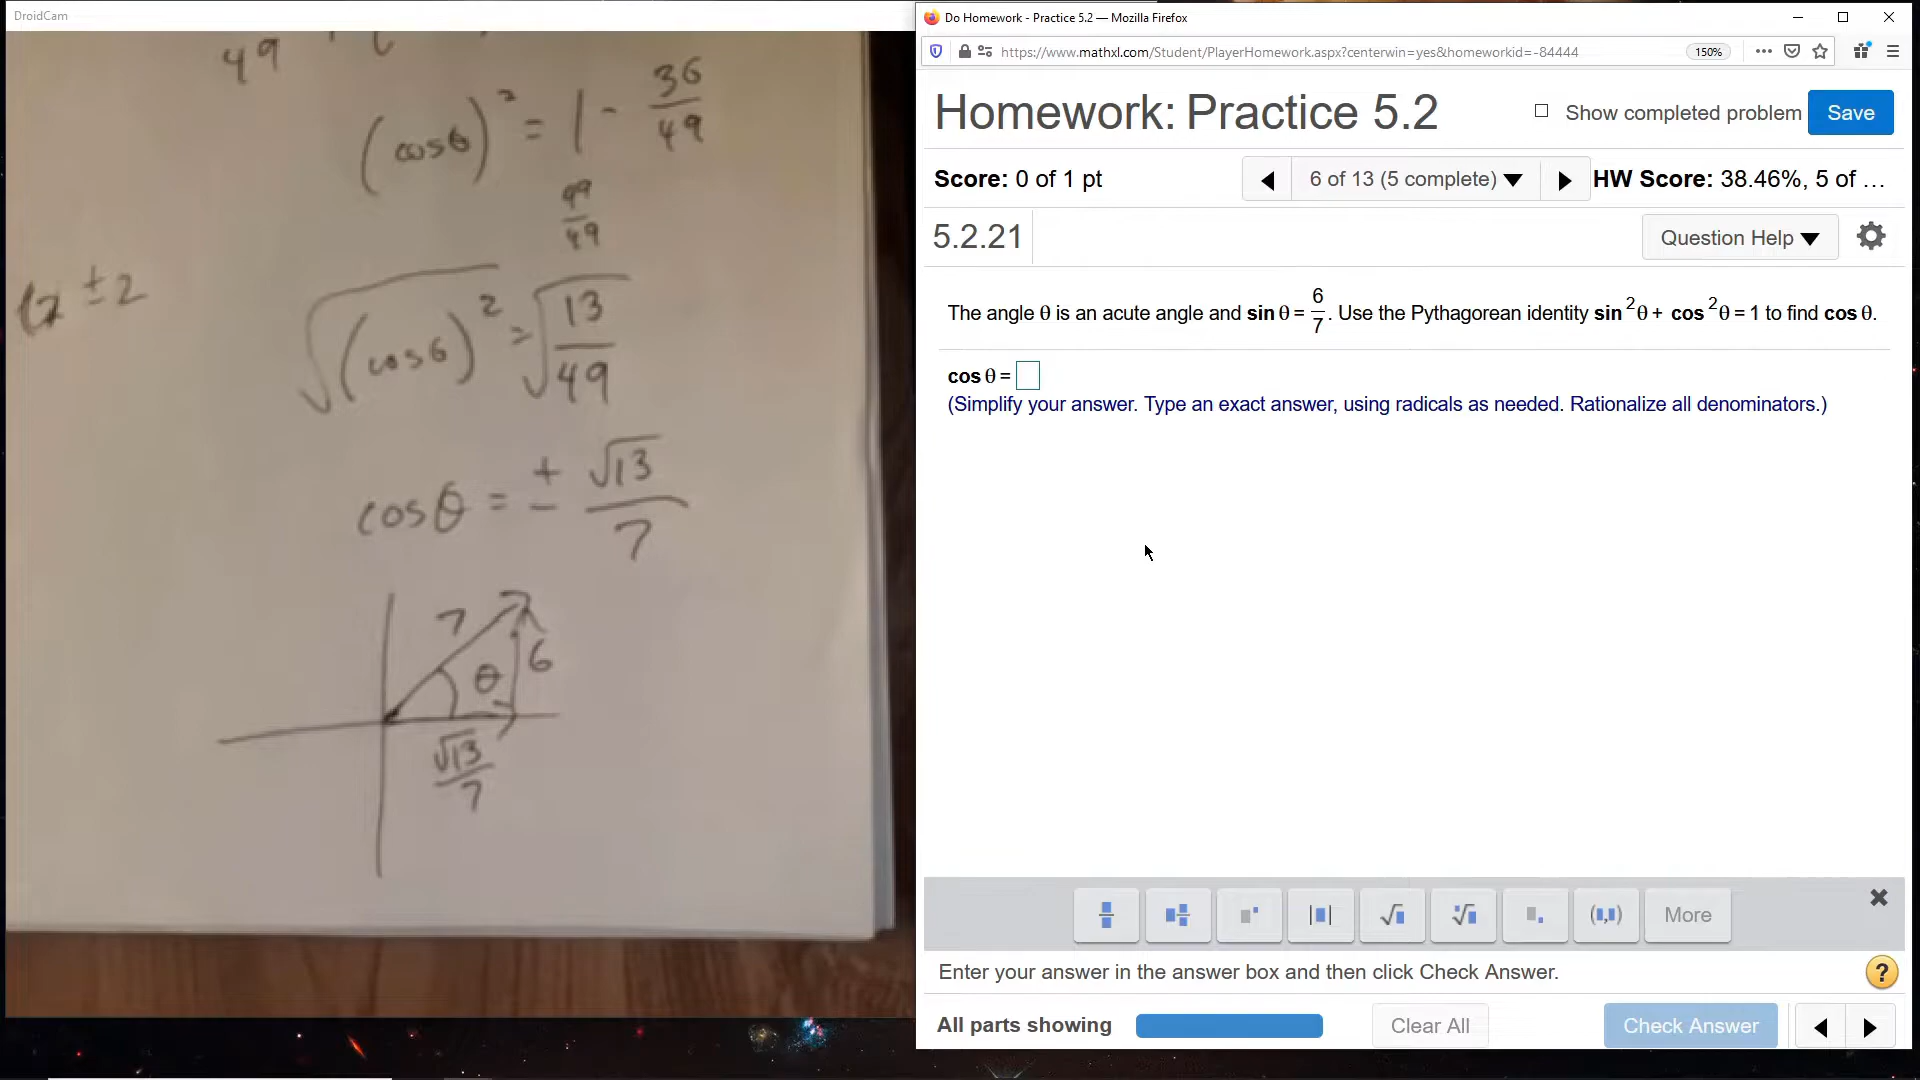 DroidCam
49
(cosθ)² = 1 - 36/49
49/49
± 2
√(cosθ)² = √13/49
cosθ = ± √13/7
7
θ 6
√13/7
Do Homework - Practice 5.2 — Mozilla Firefox
https://www.mathxl.com/Student/PlayerHomework.aspx?centerwin=yes&homeworkid=-84444 150%
Homework: Practice 5.2 Show completed problem Save
Score: 0 of 1 pt 6 of 13 (5 complete) HW Score: 38.46%, 5 of ...
5.2.21 Question Help
The angle θ is an acute angle and sin θ = 6/7. Use the Pythagorean identity sin²θ + cos²θ = 1 to find cos θ.
cos θ =
(Simplify your answer. Type an exact answer, using radicals as needed. Rationalize all denominators.)
More
Enter your answer in the answer box and then click Check Answer. ?
All parts showing Clear All Check Answer